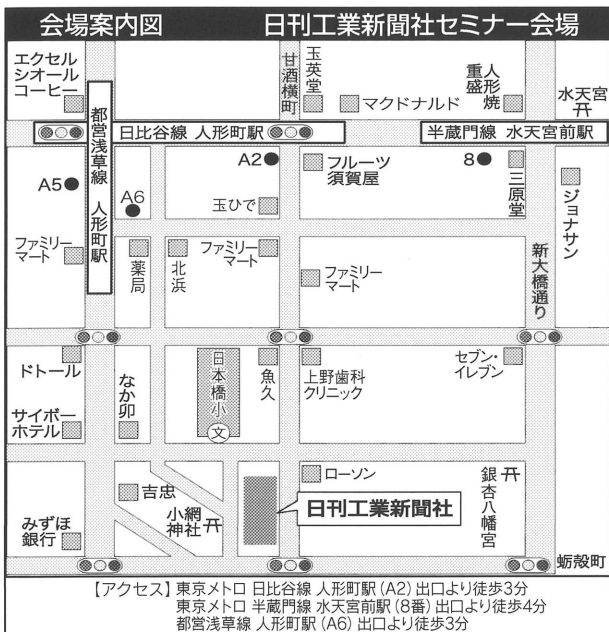 会場案内図 日刊工業新聞社セミナー会場
エクセル
シオール
コーヒー
甘酒横町
玉英堂
マクドナルド
人形焼
重盛
水天宮
都営浅草線 人形町駅
日比谷線 人形町駅
半蔵門線 水天宮前駅
A5
A6
A2
フルーツ
須賀屋
8
三原堂
ジョナサン
玉ひで
ファミリー
マート
薬局
北浜
ファミリー
マート
ファミリー
マート
新大橋通り
ドトール
なか卯
日本橋小
文
魚久
上野歯科
クリニック
セブン・
イレブン
サイボー
ホテル
吉忠
小網
神社
ローソン
日刊工業新聞社
銀杏八幡宮
みずほ
銀行
蛎殻町
【アクセス】東京メトロ 日比谷線 人形町駅(A2)出口より徒歩3分
東京メトロ 半蔵門線 水天宮前駅(8番)出口より徒歩4分
都営浅草線 人形町駅(A6)出口より徒歩3分